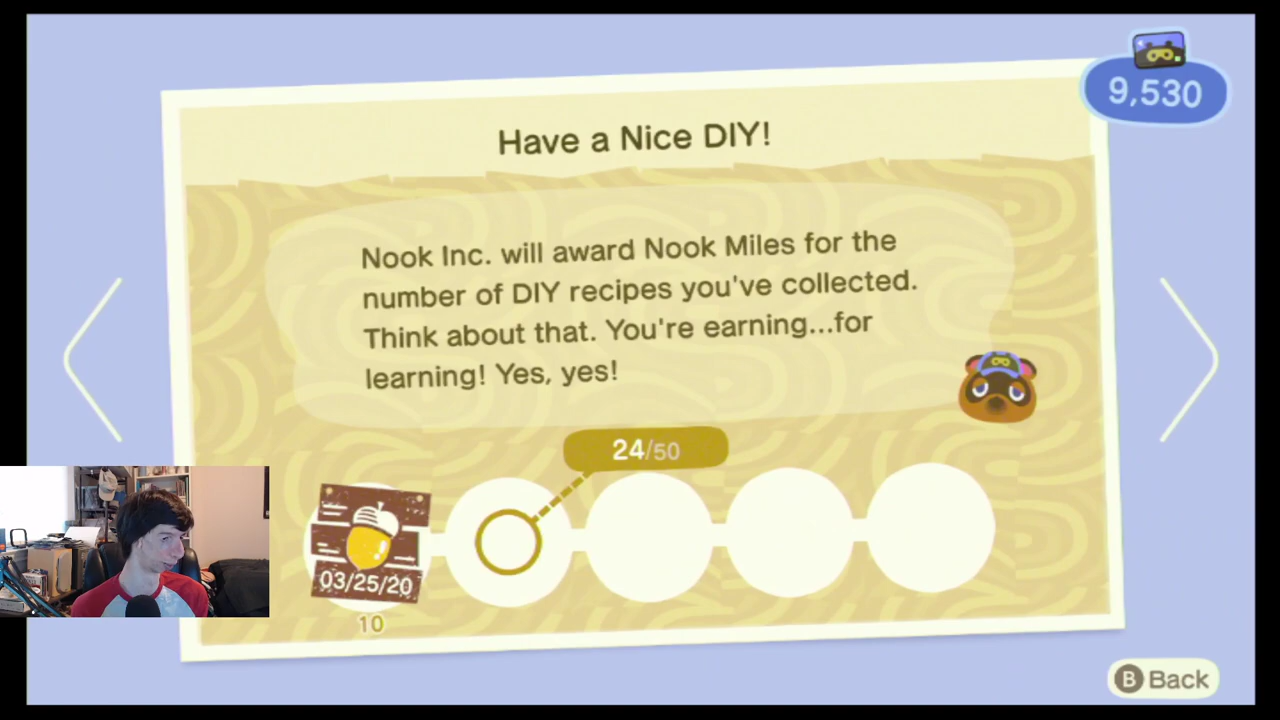 9,530
Have a Nice DIY!
Nook Inc. will award Nook Miles for the
number of DIY recipes you've collected.
Think about that. You're earning...for
learning! Yes, yes!
24/50
03/25/20
10
B Back